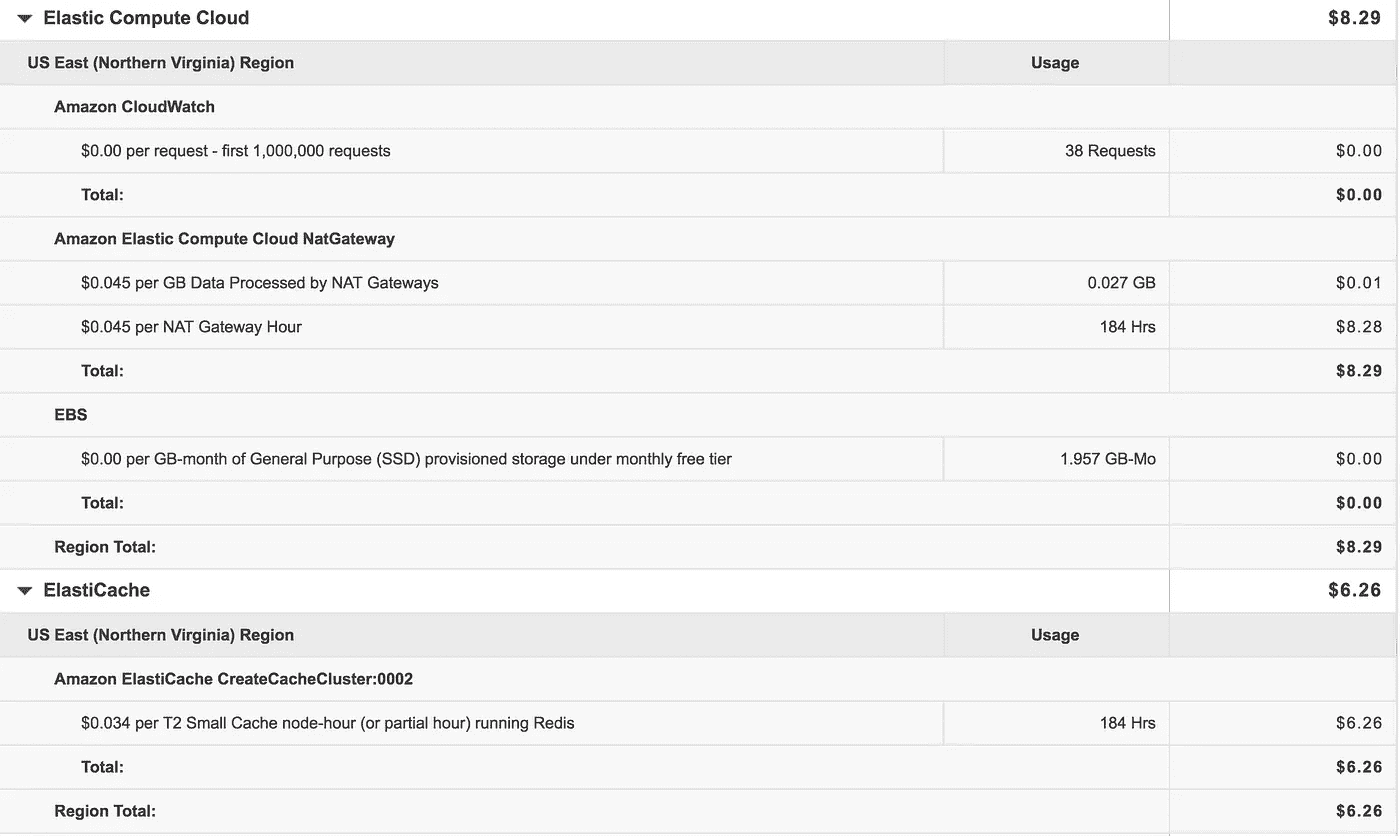 Elastic Compute Cloud $8.29
US East (Northern Virginia) Region Usage
Amazon CloudWatch
$0.00 per request - first 1,000,000 requests 38 Requests $0.00
Total: $0.00
Amazon Elastic Compute Cloud NatGateway
$0.045 per GB Data Processed by NAT Gateways 0.027 GB $0.01
$0.045 per NAT Gateway Hour 184 Hrs $8.28
Total: $8.29
EBS
$0.00 per GB-month of General Purpose (SSD) provisioned storage under monthly free tier 1.957 GB-Mo $0.00
Total: $0.00
Region Total: $8.29
ElastiCache $6.26
US East (Northern Virginia) Region Usage
Amazon ElastiCache CreateCacheCluster:0002
$0.034 per T2 Small Cache node-hour (or partial hour) running Redis 184 Hrs $6.26
Total: $6.26
Region Total: $6.26